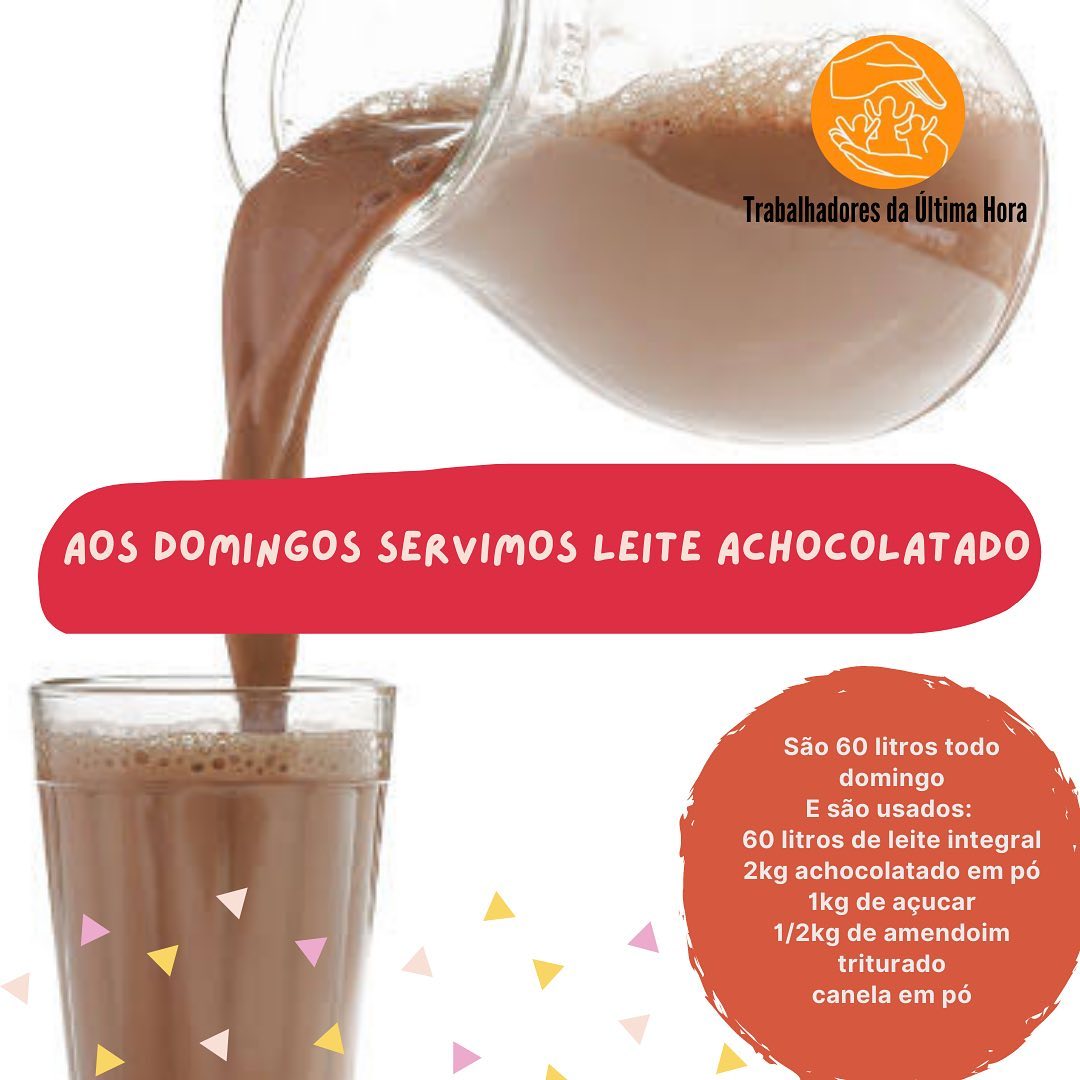 Trabalhadores da Última Hora
AOS DOMINGOS SERVIMOS LEITE ACHOCOLATADO
São 60 litros todo
domingo
E são usados:
60 litros de leite integral
2kg achocolatado em pó
1kg de açucar
1/2kg de amendoim
triturado
canela em pó